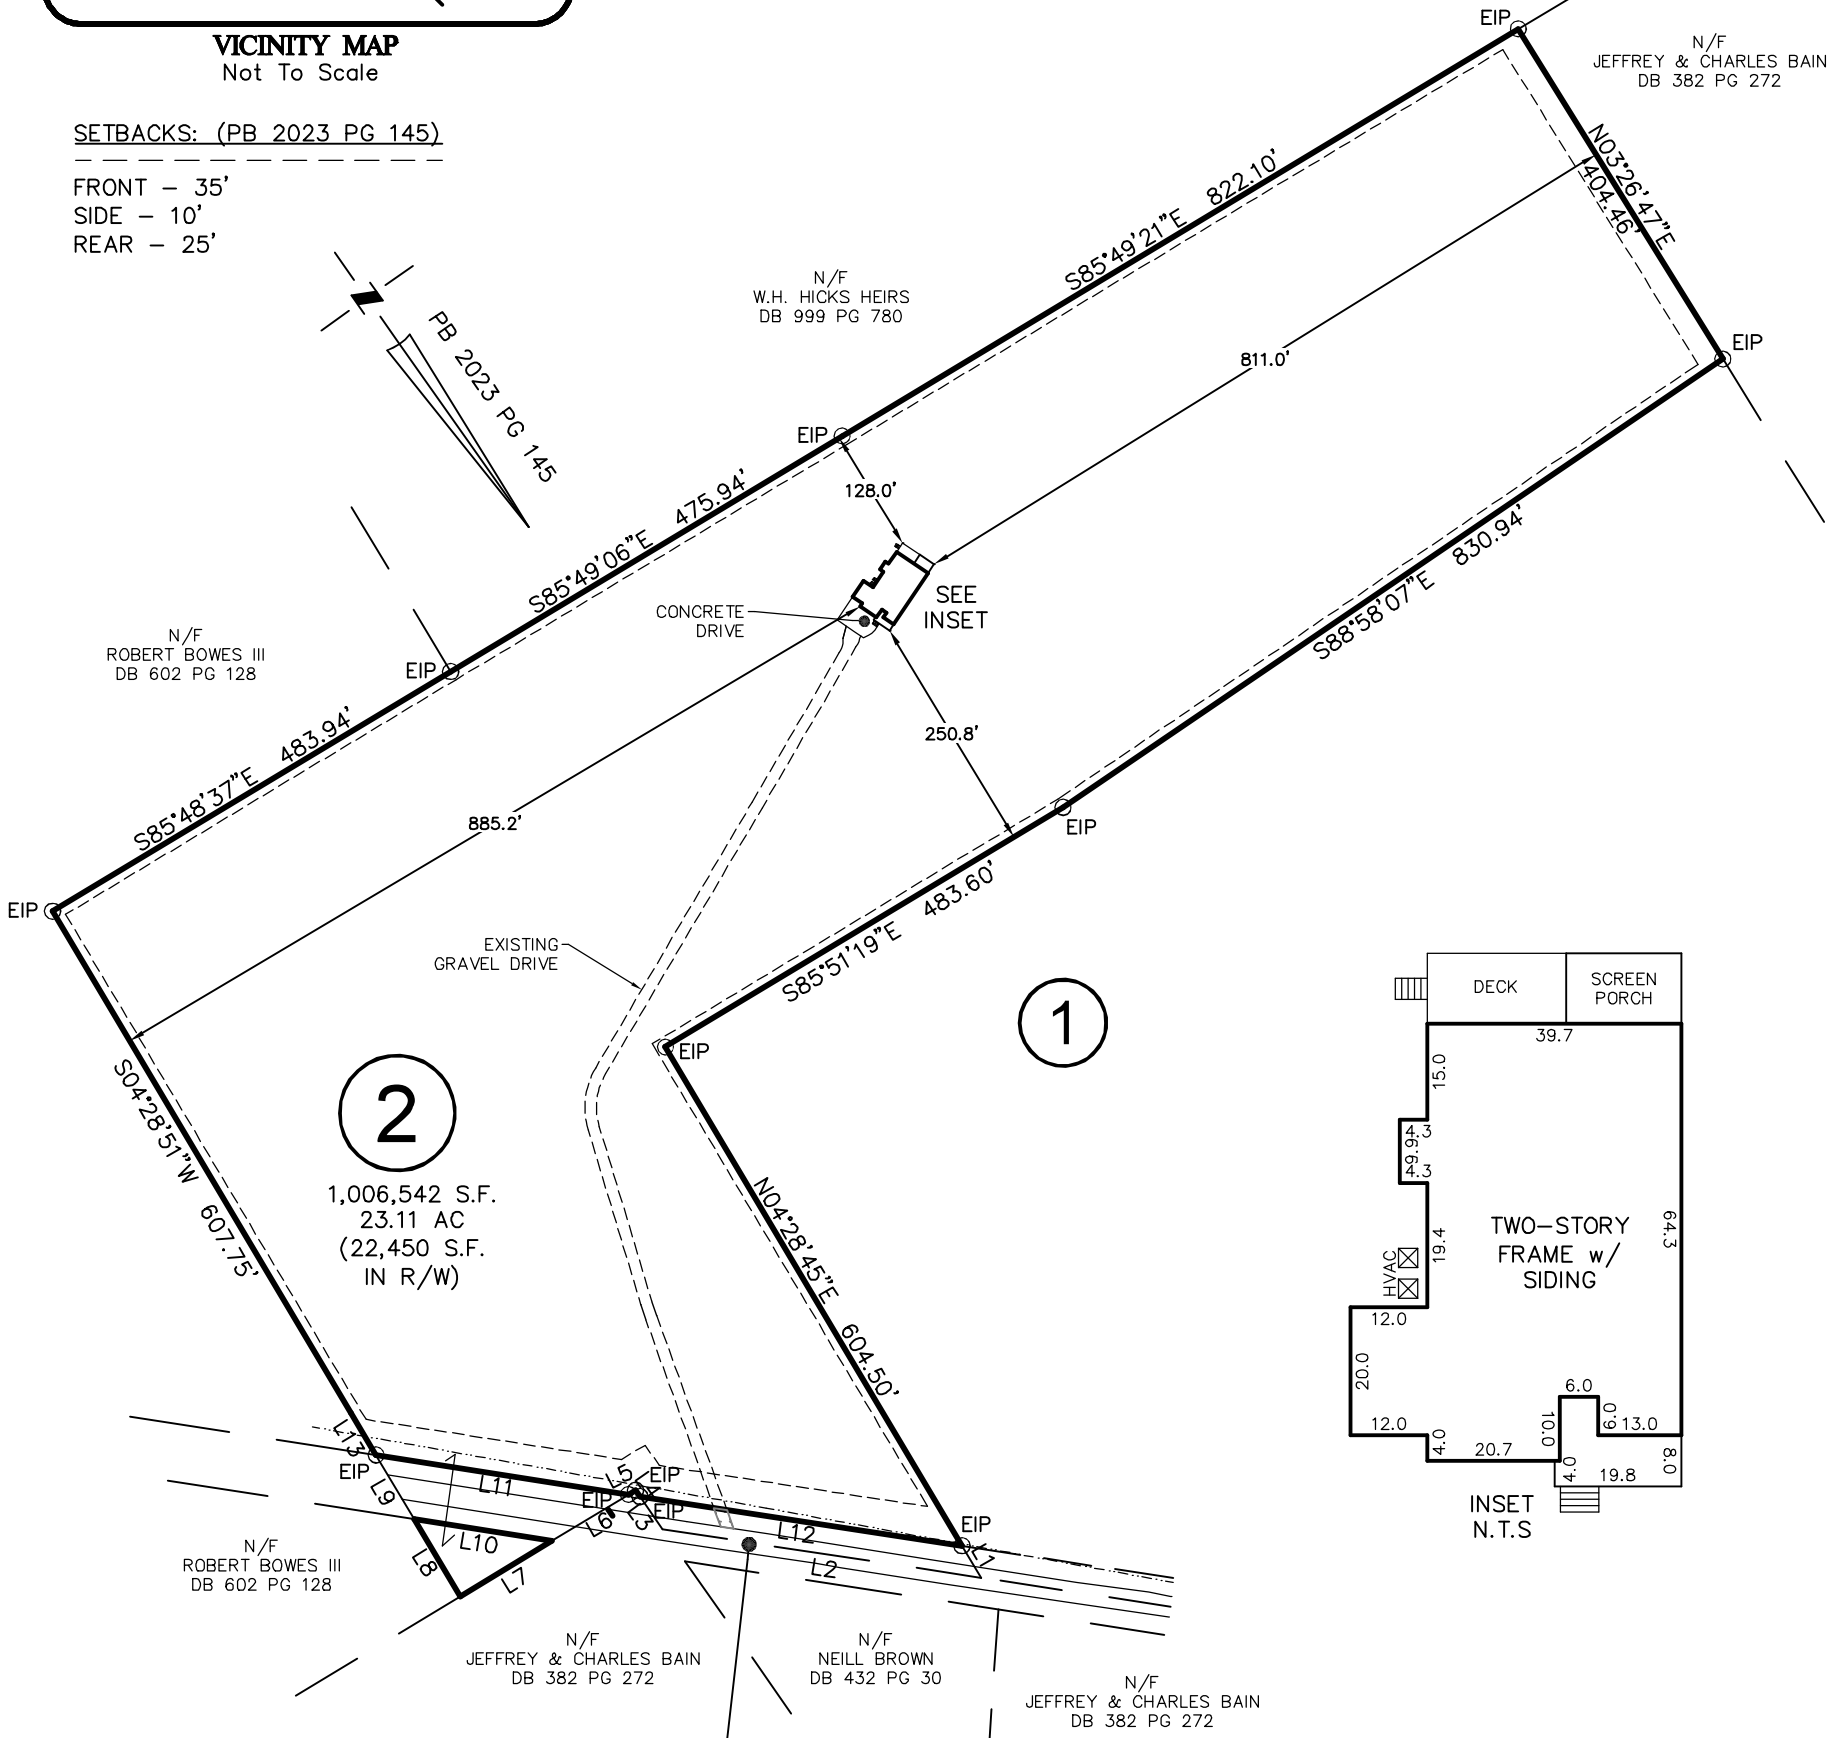 VICINITY MAP
Not To Scale
SETBACKS: (PB 2023 PG 145)
FRONT – 35'
SIDE – 10'
REAR – 25'
PB 2023 PG 145
EIP
N/F
JEFFREY & CHARLES BAIN
DB 382 PG 272
N03°26'47"E
404.46'
EIP
S85°49'21"E 822.10'
N/F
W.H. HICKS HEIRS
DB 999 PG 780
811.0'
EIP
128.0'
S85°49'06"E 475.94'
SEE
INSET
CONCRETE
DRIVE
S88°58'07"E 830.94'
N/F
ROBERT BOWES III
DB 602 PG 128
EIP
250.8'
S85°48'37"E 483.94'
885.2'
EIP
S85°51'19"E 483.60'
EIP
EXISTING
GRAVEL DRIVE
EIP
1
2
1,006,542 S.F.
23.11 AC
(22,450 S.F.
IN R/W)
S04°28'51"W 607.75'
N04°28'45"E 604.50'
L13
EIP
L9
L11
L5
EIP
EIP
EIP
L6
L3
L12
EIP
L1
L10
L8
L7
L2
N/F
ROBERT BOWES III
DB 602 PG 128
N/F
JEFFREY & CHARLES BAIN
DB 382 PG 272
N/F
NEILL BROWN
DB 432 PG 30
N/F
JEFFREY & CHARLES BAIN
DB 382 PG 272
DECK
SCREEN
PORCH
39.7
15.0
4.3
9.9
4.3
19.4
64.3
TWO-STORY
FRAME w/
SIDING
HVAC
12.0
20.0
12.0
4.0
20.7
10.0
6.0
6.0
13.0
4.0
19.8
8.0
INSET
N.T.S